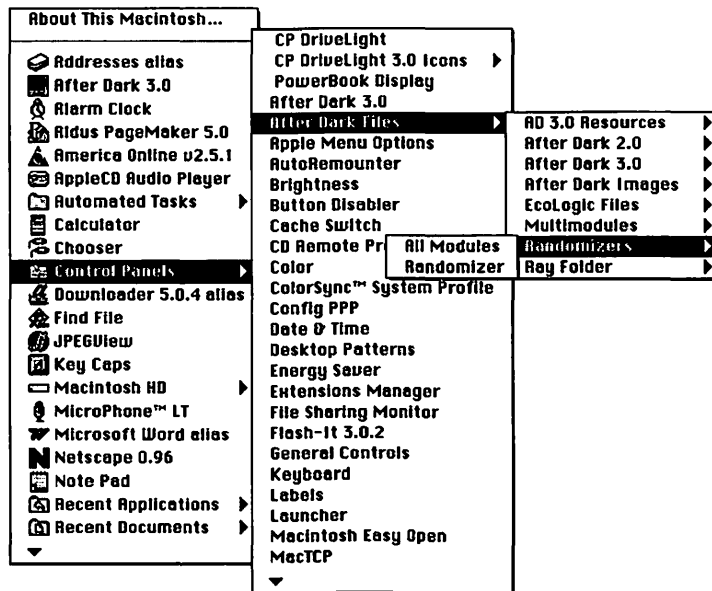 About This Macintosh...
Addresses alias
After Dark 3.0
Alarm Clock
Aldus PageMaker 5.0
America Online v2.5.1
AppleCD Audio Player
Automated Tasks
Calculator
Chooser
Control Panels
Downloader 5.0.4 alias
Find File
JPEGView
Key Caps
Macintosh HD
MicroPhone™ LT
Microsoft Word alias
Netscape 0.96
Note Pad
Recent Applications
Recent Documents
CP DriveLight
CP DriveLight 3.0 Icons
PowerBook Display
After Dark 3.0
After Dark Files
Apple Menu Options
AutoRemounter
Brightness
Button Disabler
Cache Switch
CD Remote Pr
Color
ColorSync™ System Profile
Config PPP
Date & Time
Desktop Patterns
Energy Saver
Extensions Manager
File Sharing Monitor
Flash-It 3.0.2
General Controls
Keyboard
Labels
Launcher
Macintosh Easy Open
MacTCP
AD 3.0 Resources
After Dark 2.0
After Dark 3.0
After Dark Images
EcoLogic Files
Multimodules
Randomizers
Ray Folder
All Modules
Randomizer